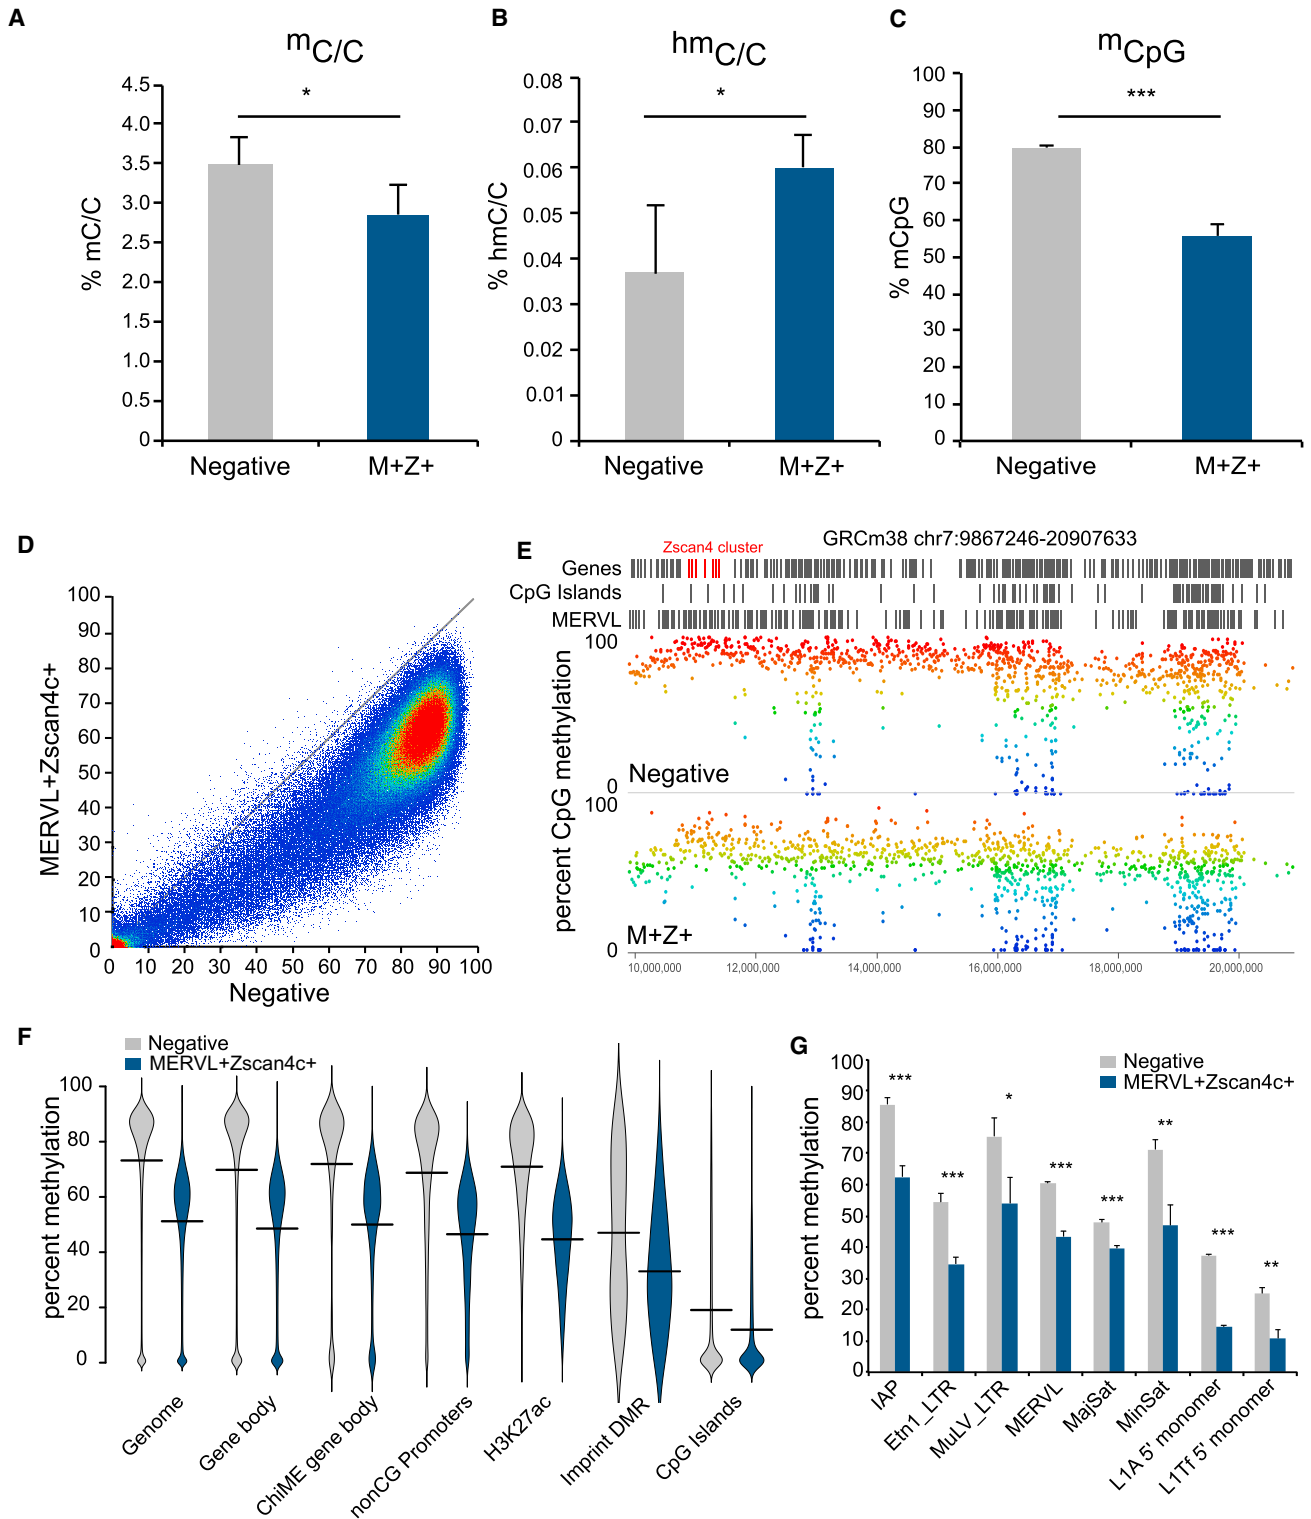 A
mC/C
% mC/C
4.5
4.0
3.5
3.0
2.5
2.0
1.5
1.0
0.5
0
*
Negative
M+Z+
B
hmC/C
% hmC/C
0.08
0.07
0.06
0.05
0.04
0.03
0.02
0.01
0
*
Negative
M+Z+
C
mCpG
% mCpG
100
90
80
70
60
50
40
30
20
10
0
***
Negative
M+Z+
D
MERVL+Zscan4c+
100
90
80
70
60
50
40
30
20
10
0
0 10 20 30 40 50 60 70 80 90 100
Negative
E
GRCm38 chr7:9867246-20907633
Zscan4 cluster
Genes
CpG Islands
MERVL
percent CpG methylation
100
Negative
0
100
M+Z+
0
10,000,000 12,000,000 14,000,000 16,000,000 18,000,000 20,000,000
F
Negative
MERVL+Zscan4c+
percent methylation
100
80
60
40
20
0
Genome
Gene body
ChiME gene body
nonCG Promoters
H3K27ac
Imprint DMR
CpG Islands
G
Negative
MERVL+Zscan4c+
percent methylation
100
90
80
70
60
50
40
30
20
10
0
***
***
*
***
***
**
***
**
IAP
Etn1_LTR
MuLV_LTR
MERVL
MajSat
MinSat
L1A 5' monomer
L1Tf 5' monomer